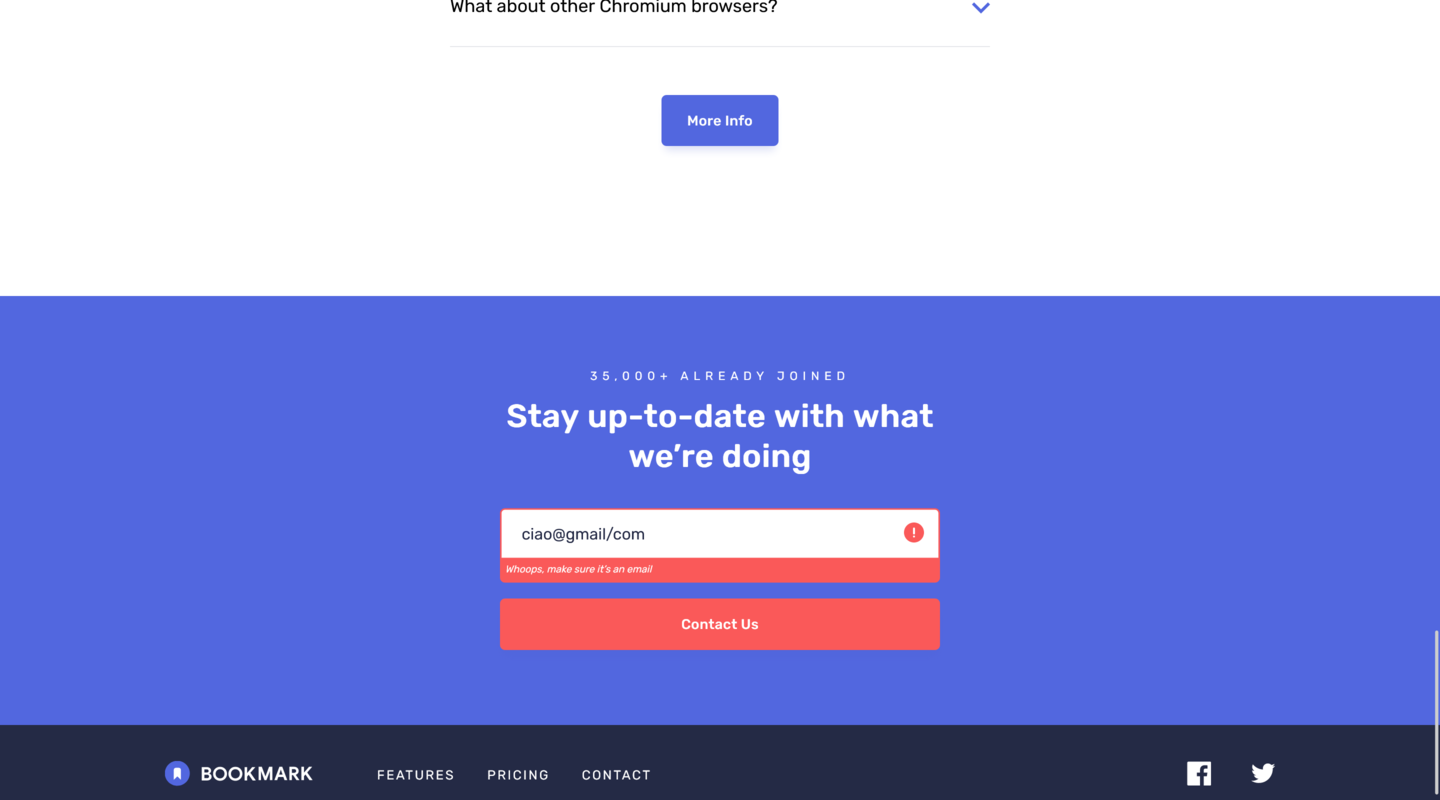 What about other Chromium browsers?
More Info
35,000+ ALREADY JOINED
Stay up-to-date with what
we’re doing
ciao@gmail/com
!
Whoops, make sure it’s an email
Contact Us
BOOKMARK FEATURES PRICING CONTACT